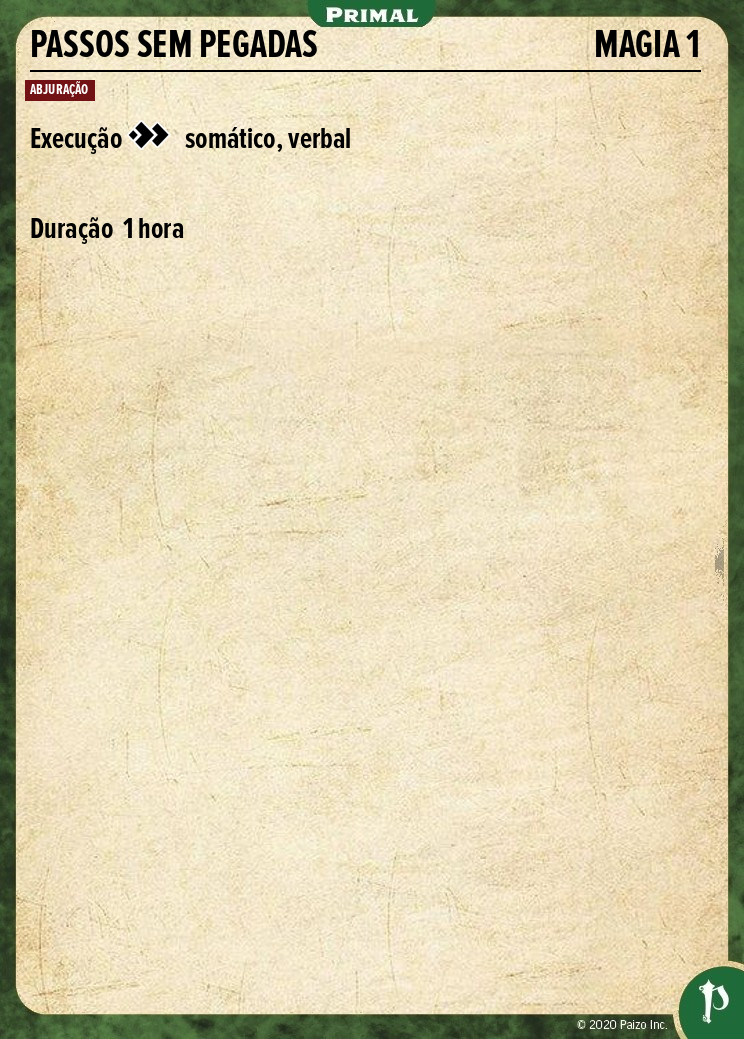 PRIMAL
PASSOS SEM PEGADAS MAGIA 1
ABJURAÇÃO
Execução somático, verbal
Duração 1 hora
© 2020 Paizo Inc.